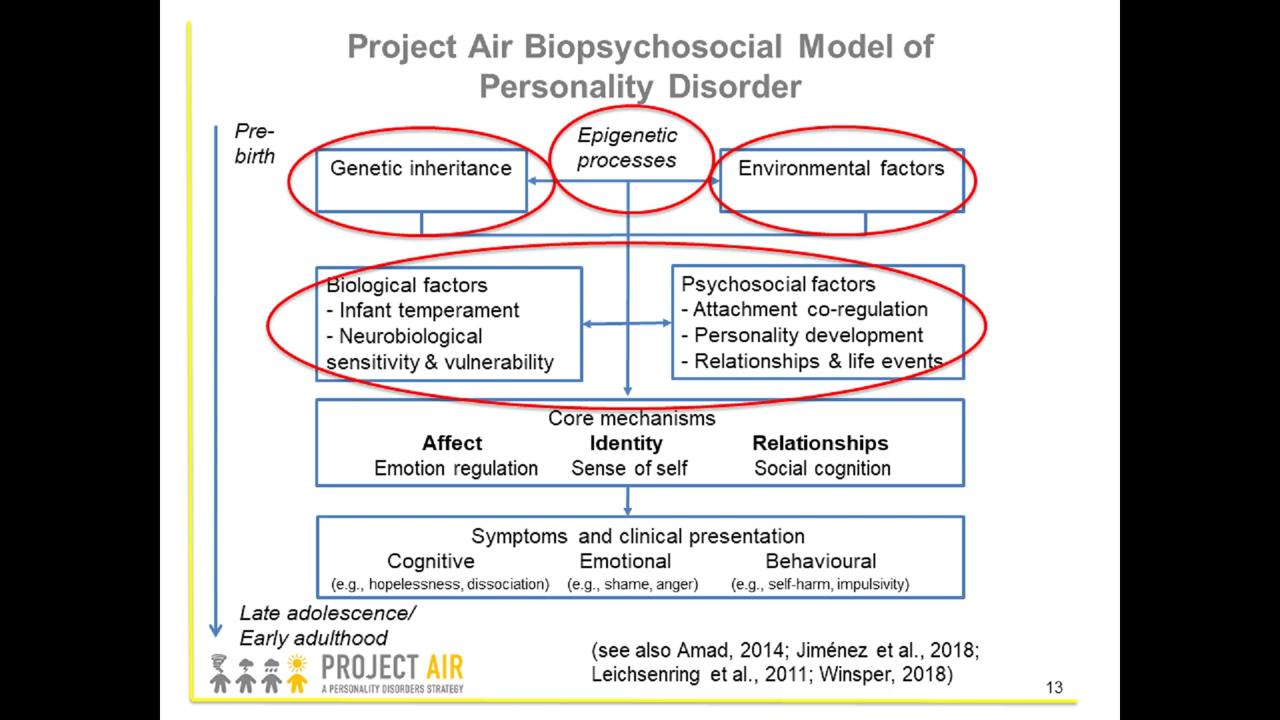 Project Air Biopsychosocial Model of
Personality Disorder
Pre-
birth
Genetic inheritance
Epigenetic
processes
Environmental factors
Biological factors
- Infant temperament
- Neurobiological
sensitivity & vulnerability
Psychosocial factors
- Attachment co-regulation
- Personality development
- Relationships & life events
Core mechanisms
Affect Identity Relationships
Emotion regulation Sense of self Social cognition
Symptoms and clinical presentation
Cognitive Emotional Behavioural
(e.g., hopelessness, dissociation) (e.g., shame, anger) (e.g., self-harm, impulsivity)
Late adolescence/
Early adulthood
PROJECT AIR
A PERSONALITY DISORDERS STRATEGY
(see also Amad, 2014; Jiménez et al., 2018;
Leichsenring et al., 2011; Winsper, 2018)
13